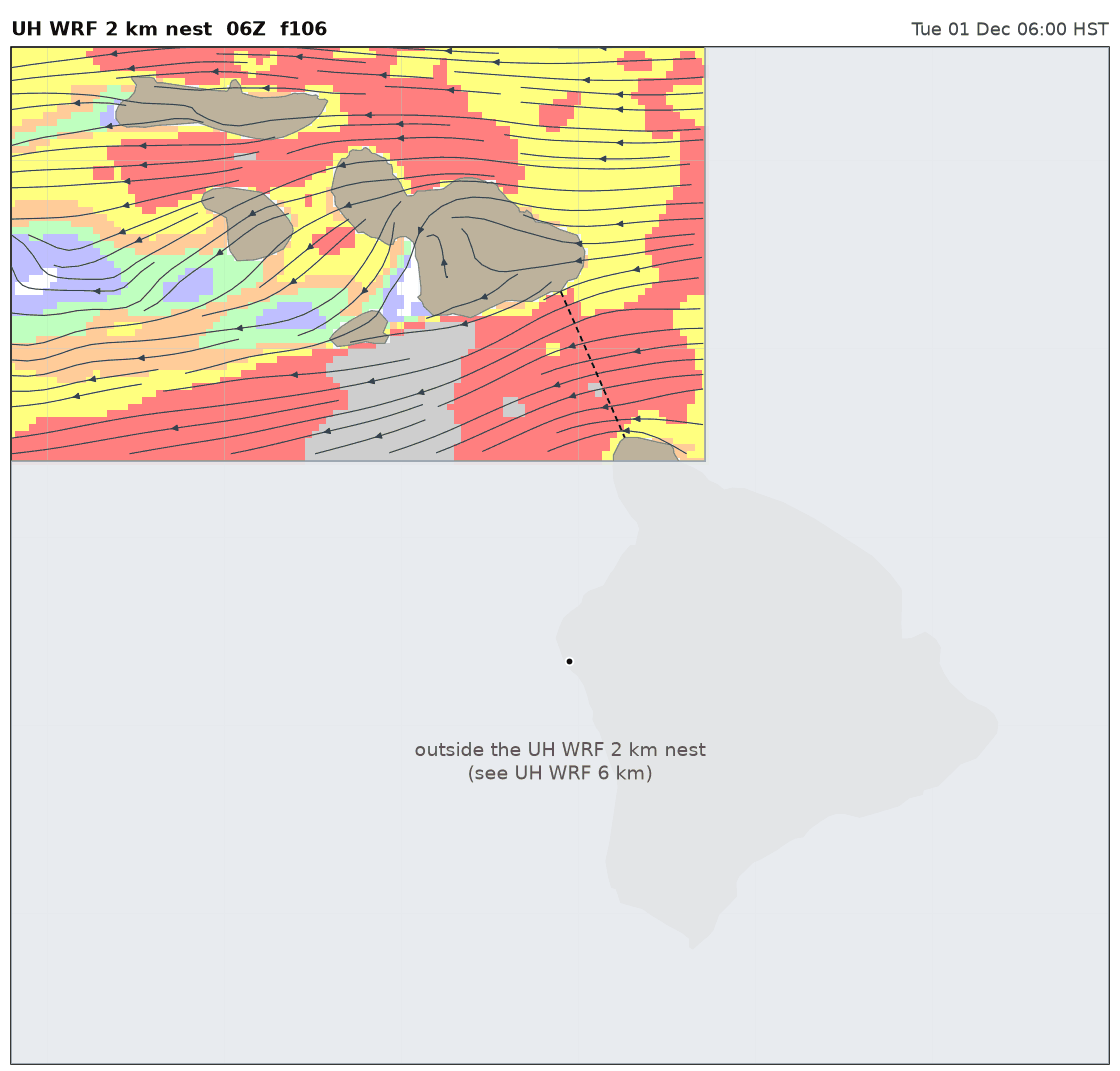 UH WRF 2 km nest  06Z  f106
Tue 01 Dec 06:00 HST
outside the UH WRF 2 km nest
(see UH WRF 6 km)